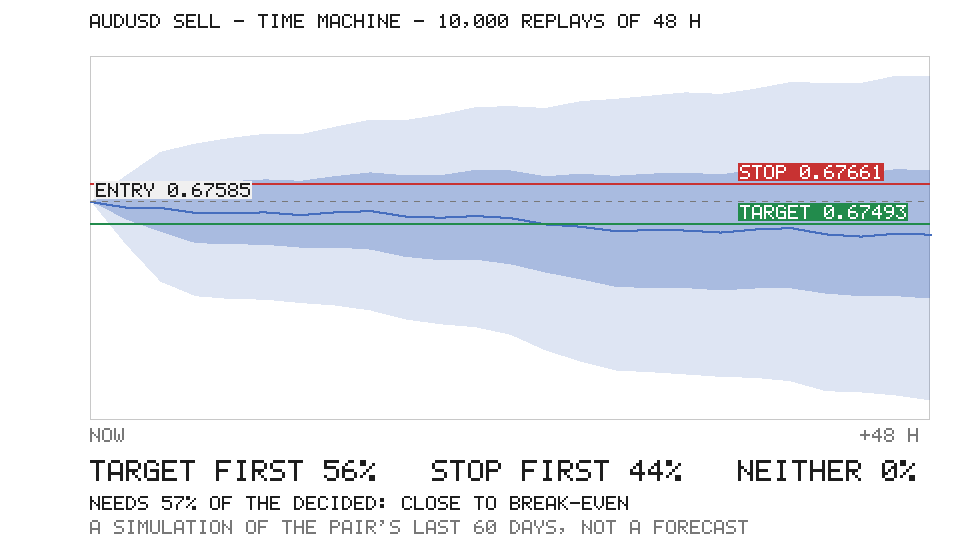 AUDUSD SELL - TIME MACHINE - 10,000 REPLAYS OF 48 H
STOP 0.67661
ENTRY 0.67585
TARGET 0.67493
NOW +48 H
TARGET FIRST 56% STOP FIRST 44% NEITHER 0%
NEEDS 57% OF THE DECIDED: CLOSE TO BREAK-EVEN
A SIMULATION OF THE PAIR'S LAST 60 DAYS, NOT A FORECAST